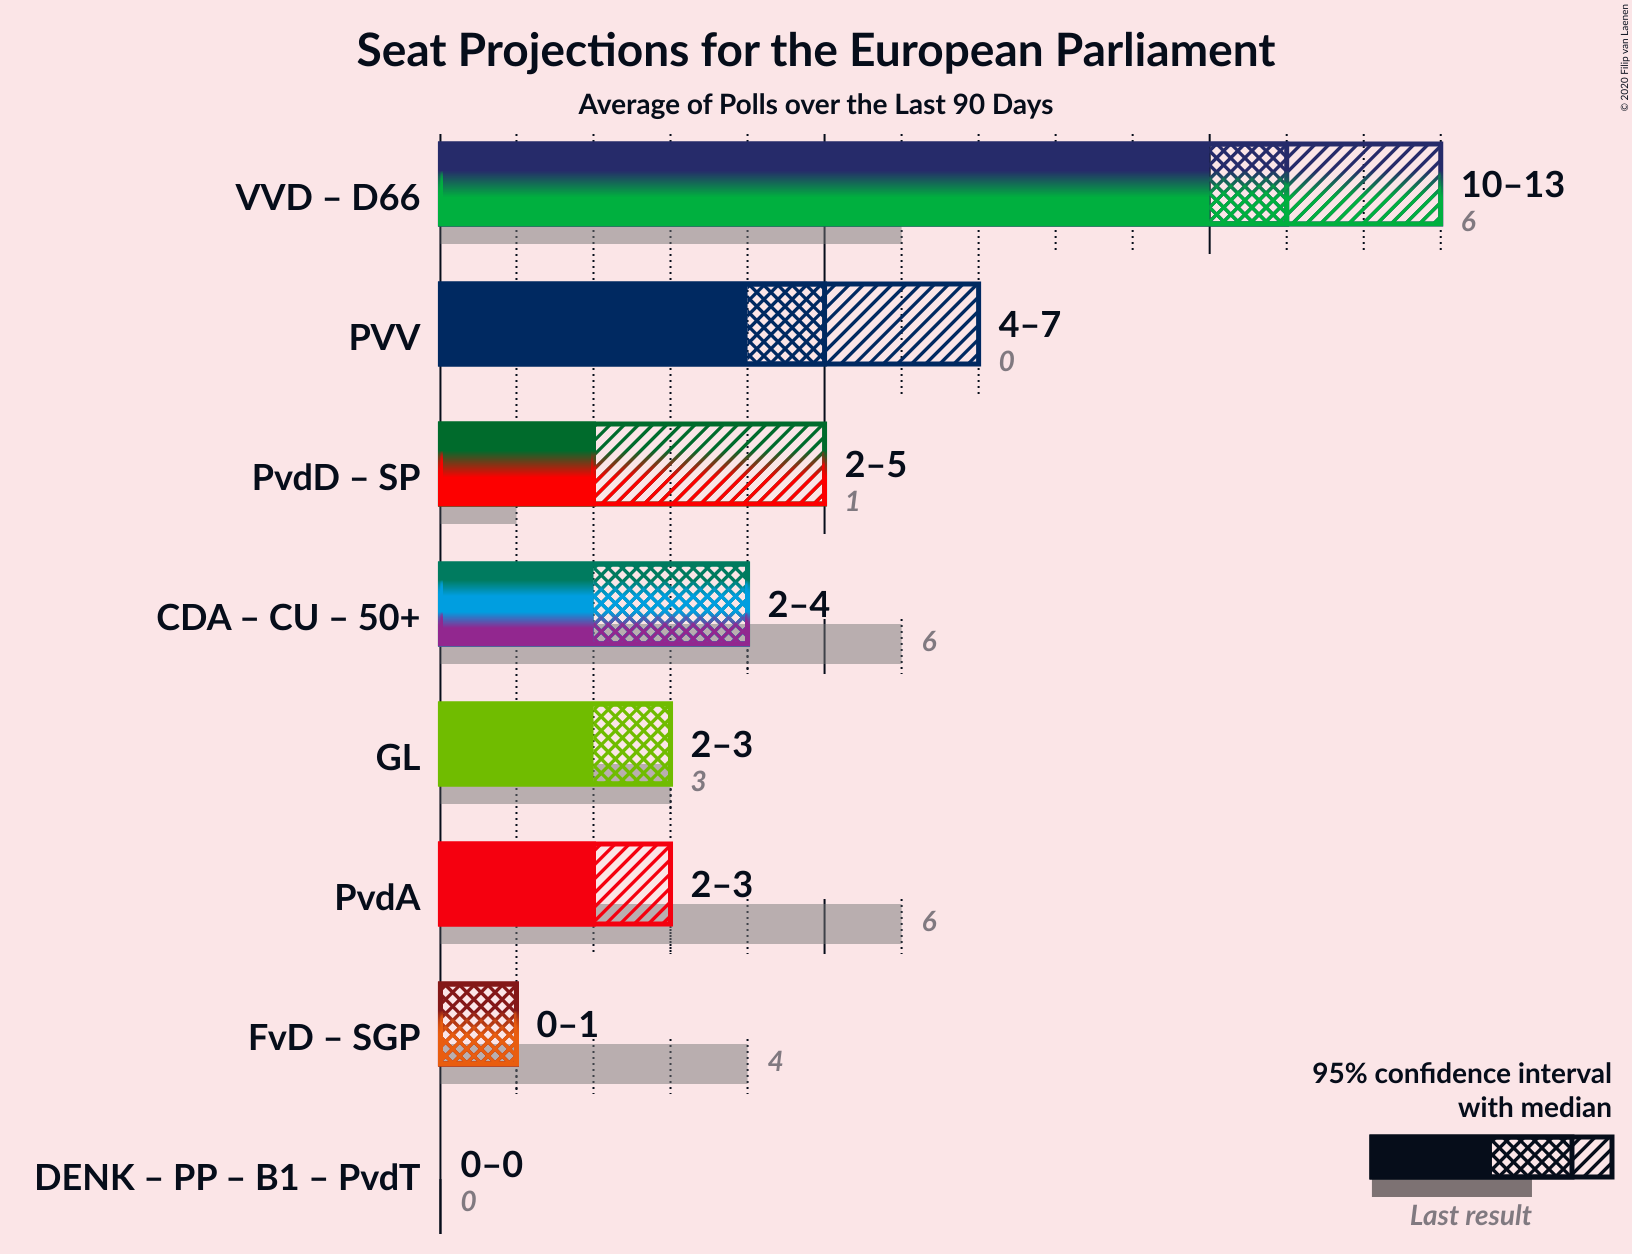 Seat Projections for the European Parliament
Average of Polls over the Last 90 Days
© 2020 Filip van Laenen
VVD – D66
10–13
6
PVV
4–7
0
PvdD – SP
2–5
1
CDA – CU – 50+
2–4
6
GL
2–3
3
PvdA
2–3
6
FvD – SGP
0–1
4
DENK – PP – B1 – PvdT
0–0
0
95% confidence interval
with median
Last result